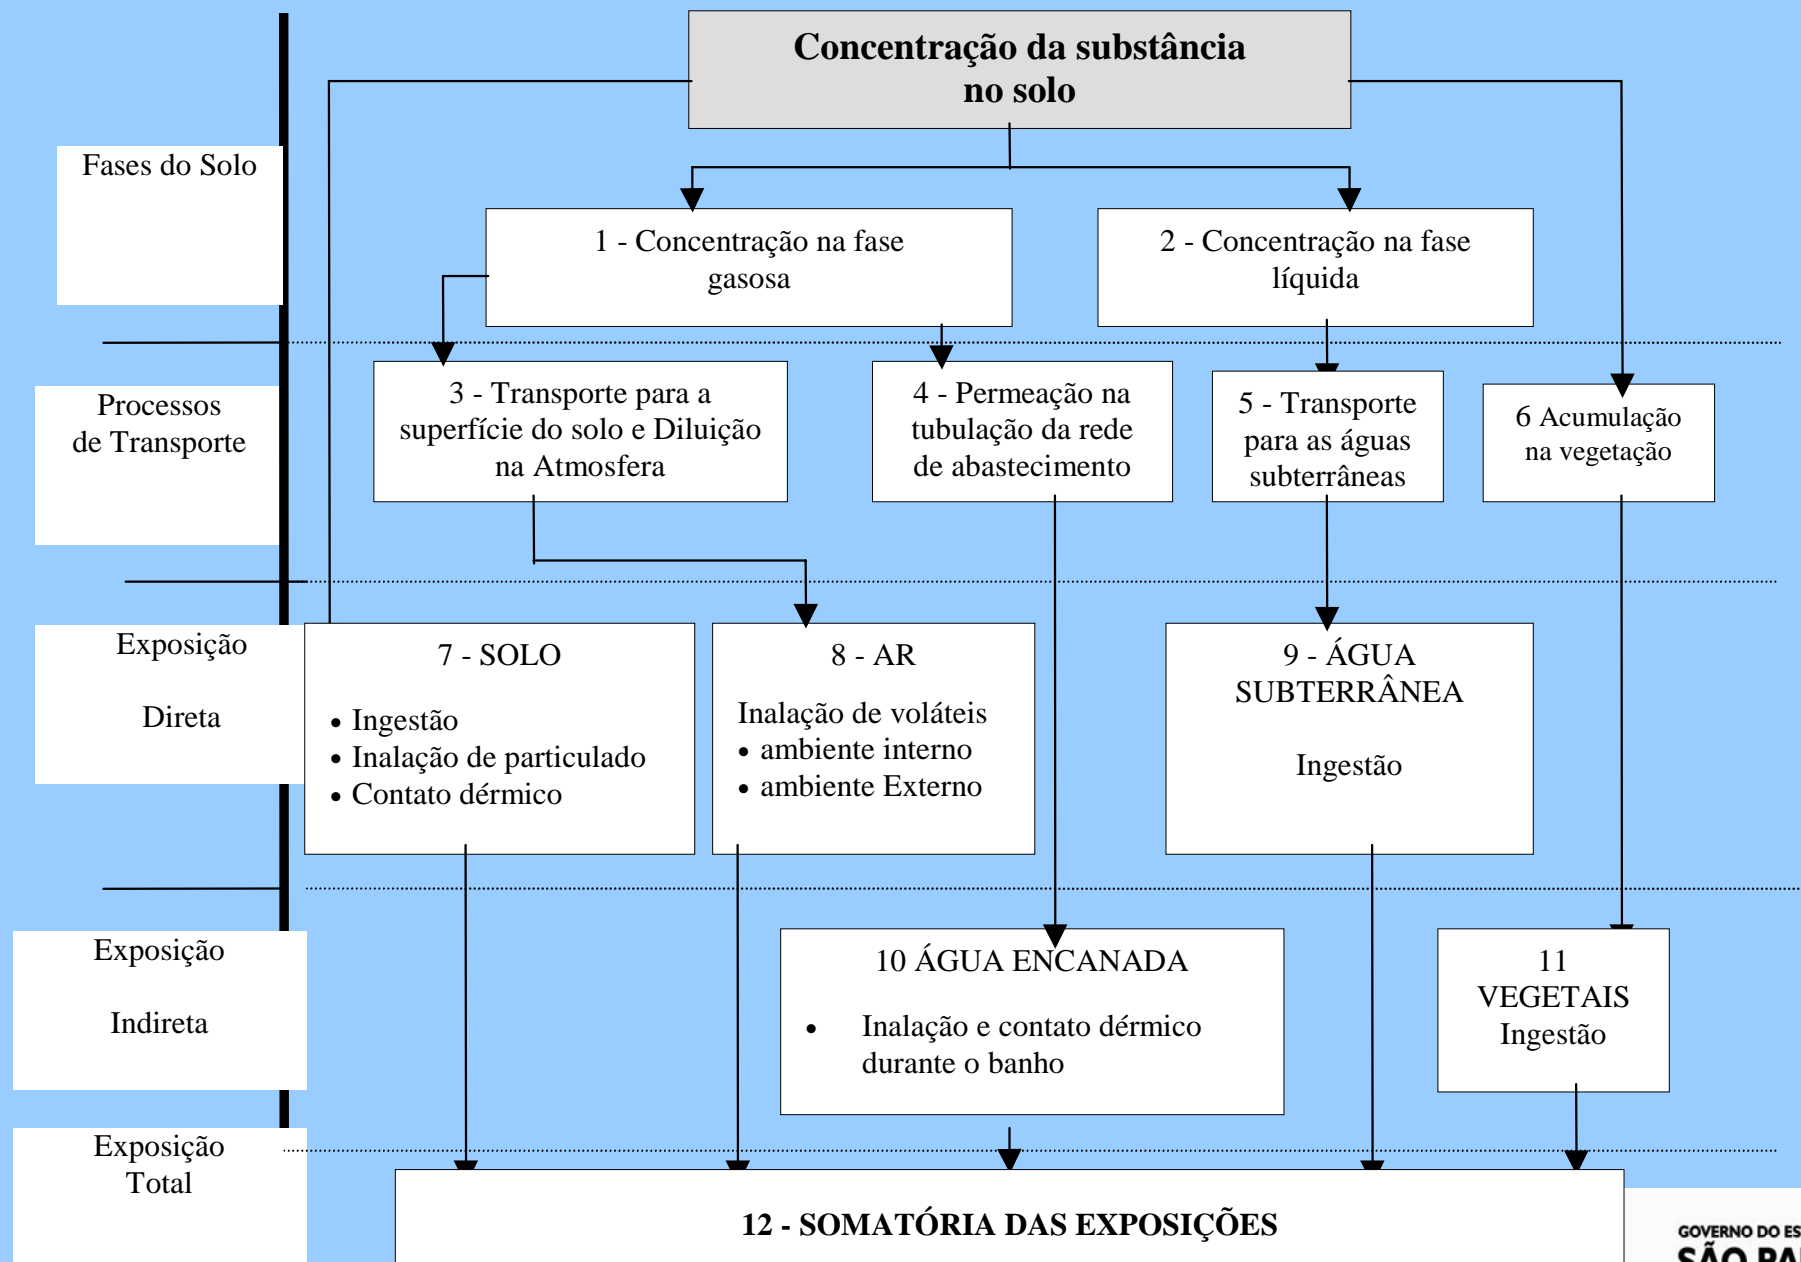 Concentração da substância
no solo
Fases do Solo
1 - Concentração na fase
gasosa
2 - Concentração na fase
líquida
Processos
de Transporte
3 - Transporte para a
superfície do solo e Diluição
na Atmosfera
4 - Permeação na
tubulação da rede
de abastecimento
5 - Transporte
para as águas
subterrâneas
6 Acumulação
na vegetação
Exposição
Direta
7 - SOLO
• Ingestão
• Inalação de particulado
• Contato dérmico
8 - AR
Inalação de voláteis
• ambiente interno
• ambiente Externo
9 - ÁGUA
SUBTERRÂNEA
Ingestão
Exposição
Indireta
10 ÁGUA ENCANADA
• Inalação e contato dérmico
durante o banho
11
VEGETAIS
Ingestão
Exposição
Total
12 - SOMATÓRIA DAS EXPOSIÇÕES
GOVERNO DO ES
SÃO